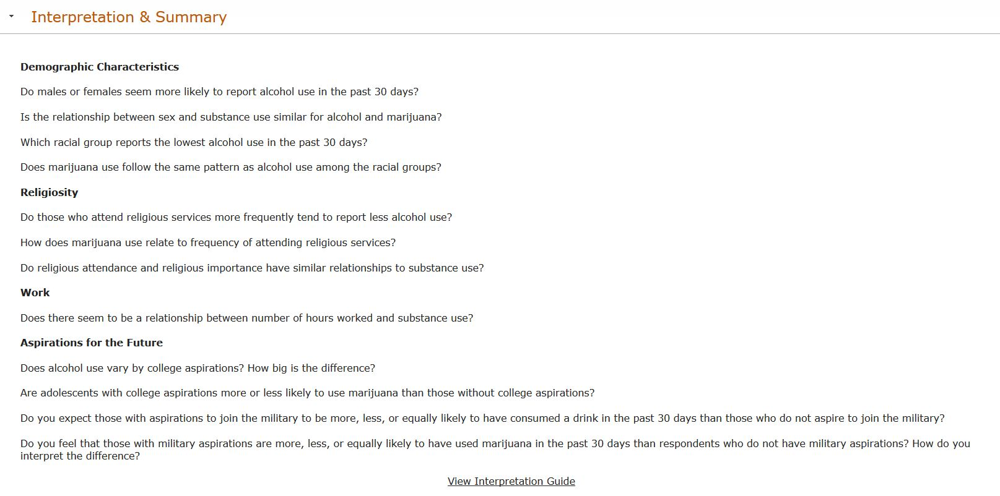 Interpretation & Summary
Demographic Characteristics
Do males or females seem more likely to report alcohol use in the past 30 days?
Is the relationship between sex and substance use similar for alcohol and marijuana?
Which racial group reports the lowest alcohol use in the past 30 days?
Does marijuana use follow the same pattern as alcohol use among the racial groups?
Religiosity
Do those who attend religious services more frequently tend to report less alcohol use?
How does marijuana use relate to frequency of attending religious services?
Do religious attendance and religious importance have similar relationships to substance use?
Work
Does there seem to be a relationship between number of hours worked and substance use?
Aspirations for the Future
Does alcohol use vary by college aspirations? How big is the difference?
Are adolescents with college aspirations more or less likely to use marijuana than those without college aspirations?
Do you expect those with aspirations to join the military to be more, less, or equally likely to have consumed a drink in the past 30 days than those who do not aspire to join the military?
Do you feel that those with military aspirations are more, less, or equally likely to have used marijuana in the past 30 days than respondents who do not have military aspirations? How do you
interpret the difference?
View Interpretation Guide